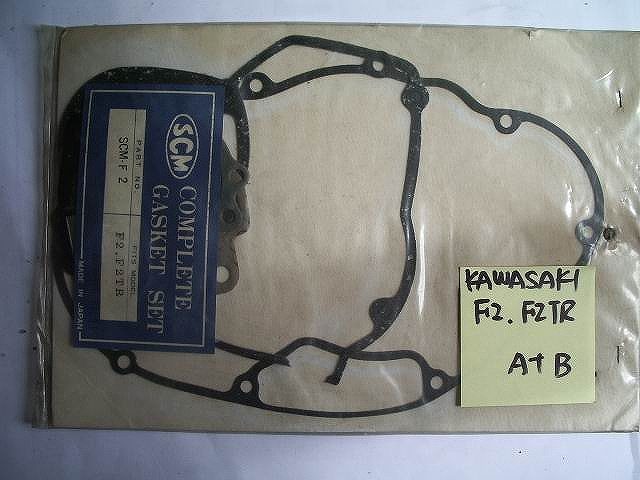 SCM
COMPLETE
GASKET SET
PART NO.
SCM-F 2
FITS MODEL
F2.F2TR
MADE IN JAPAN
KAWASAKI
F2. F2TR
A+B